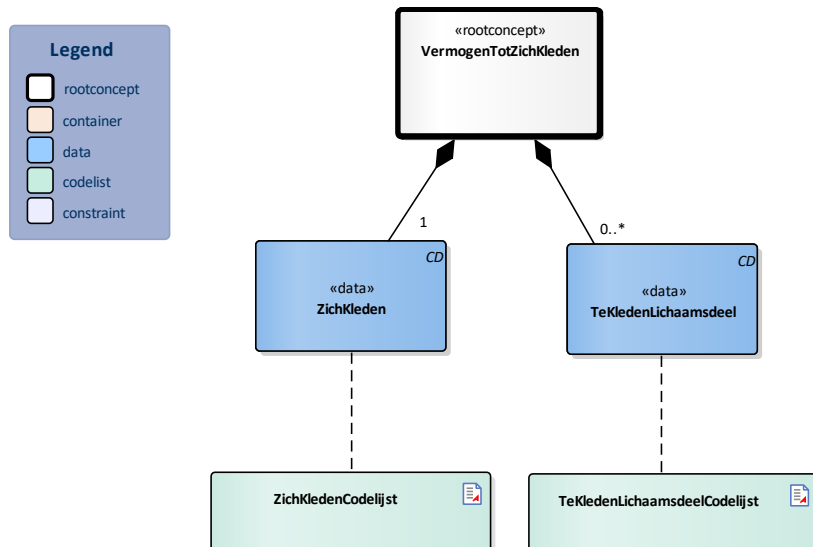 Legend
rootconcept
container
data
codelist
constraint
«rootconcept»
VermogenTotZichKleden
1
0..*
CD
«data»
ZichKleden
CD
«data»
TeKledenLichaamsdeel
ZichKledenCodelijst
TeKledenLichaamsdeelCodelijst